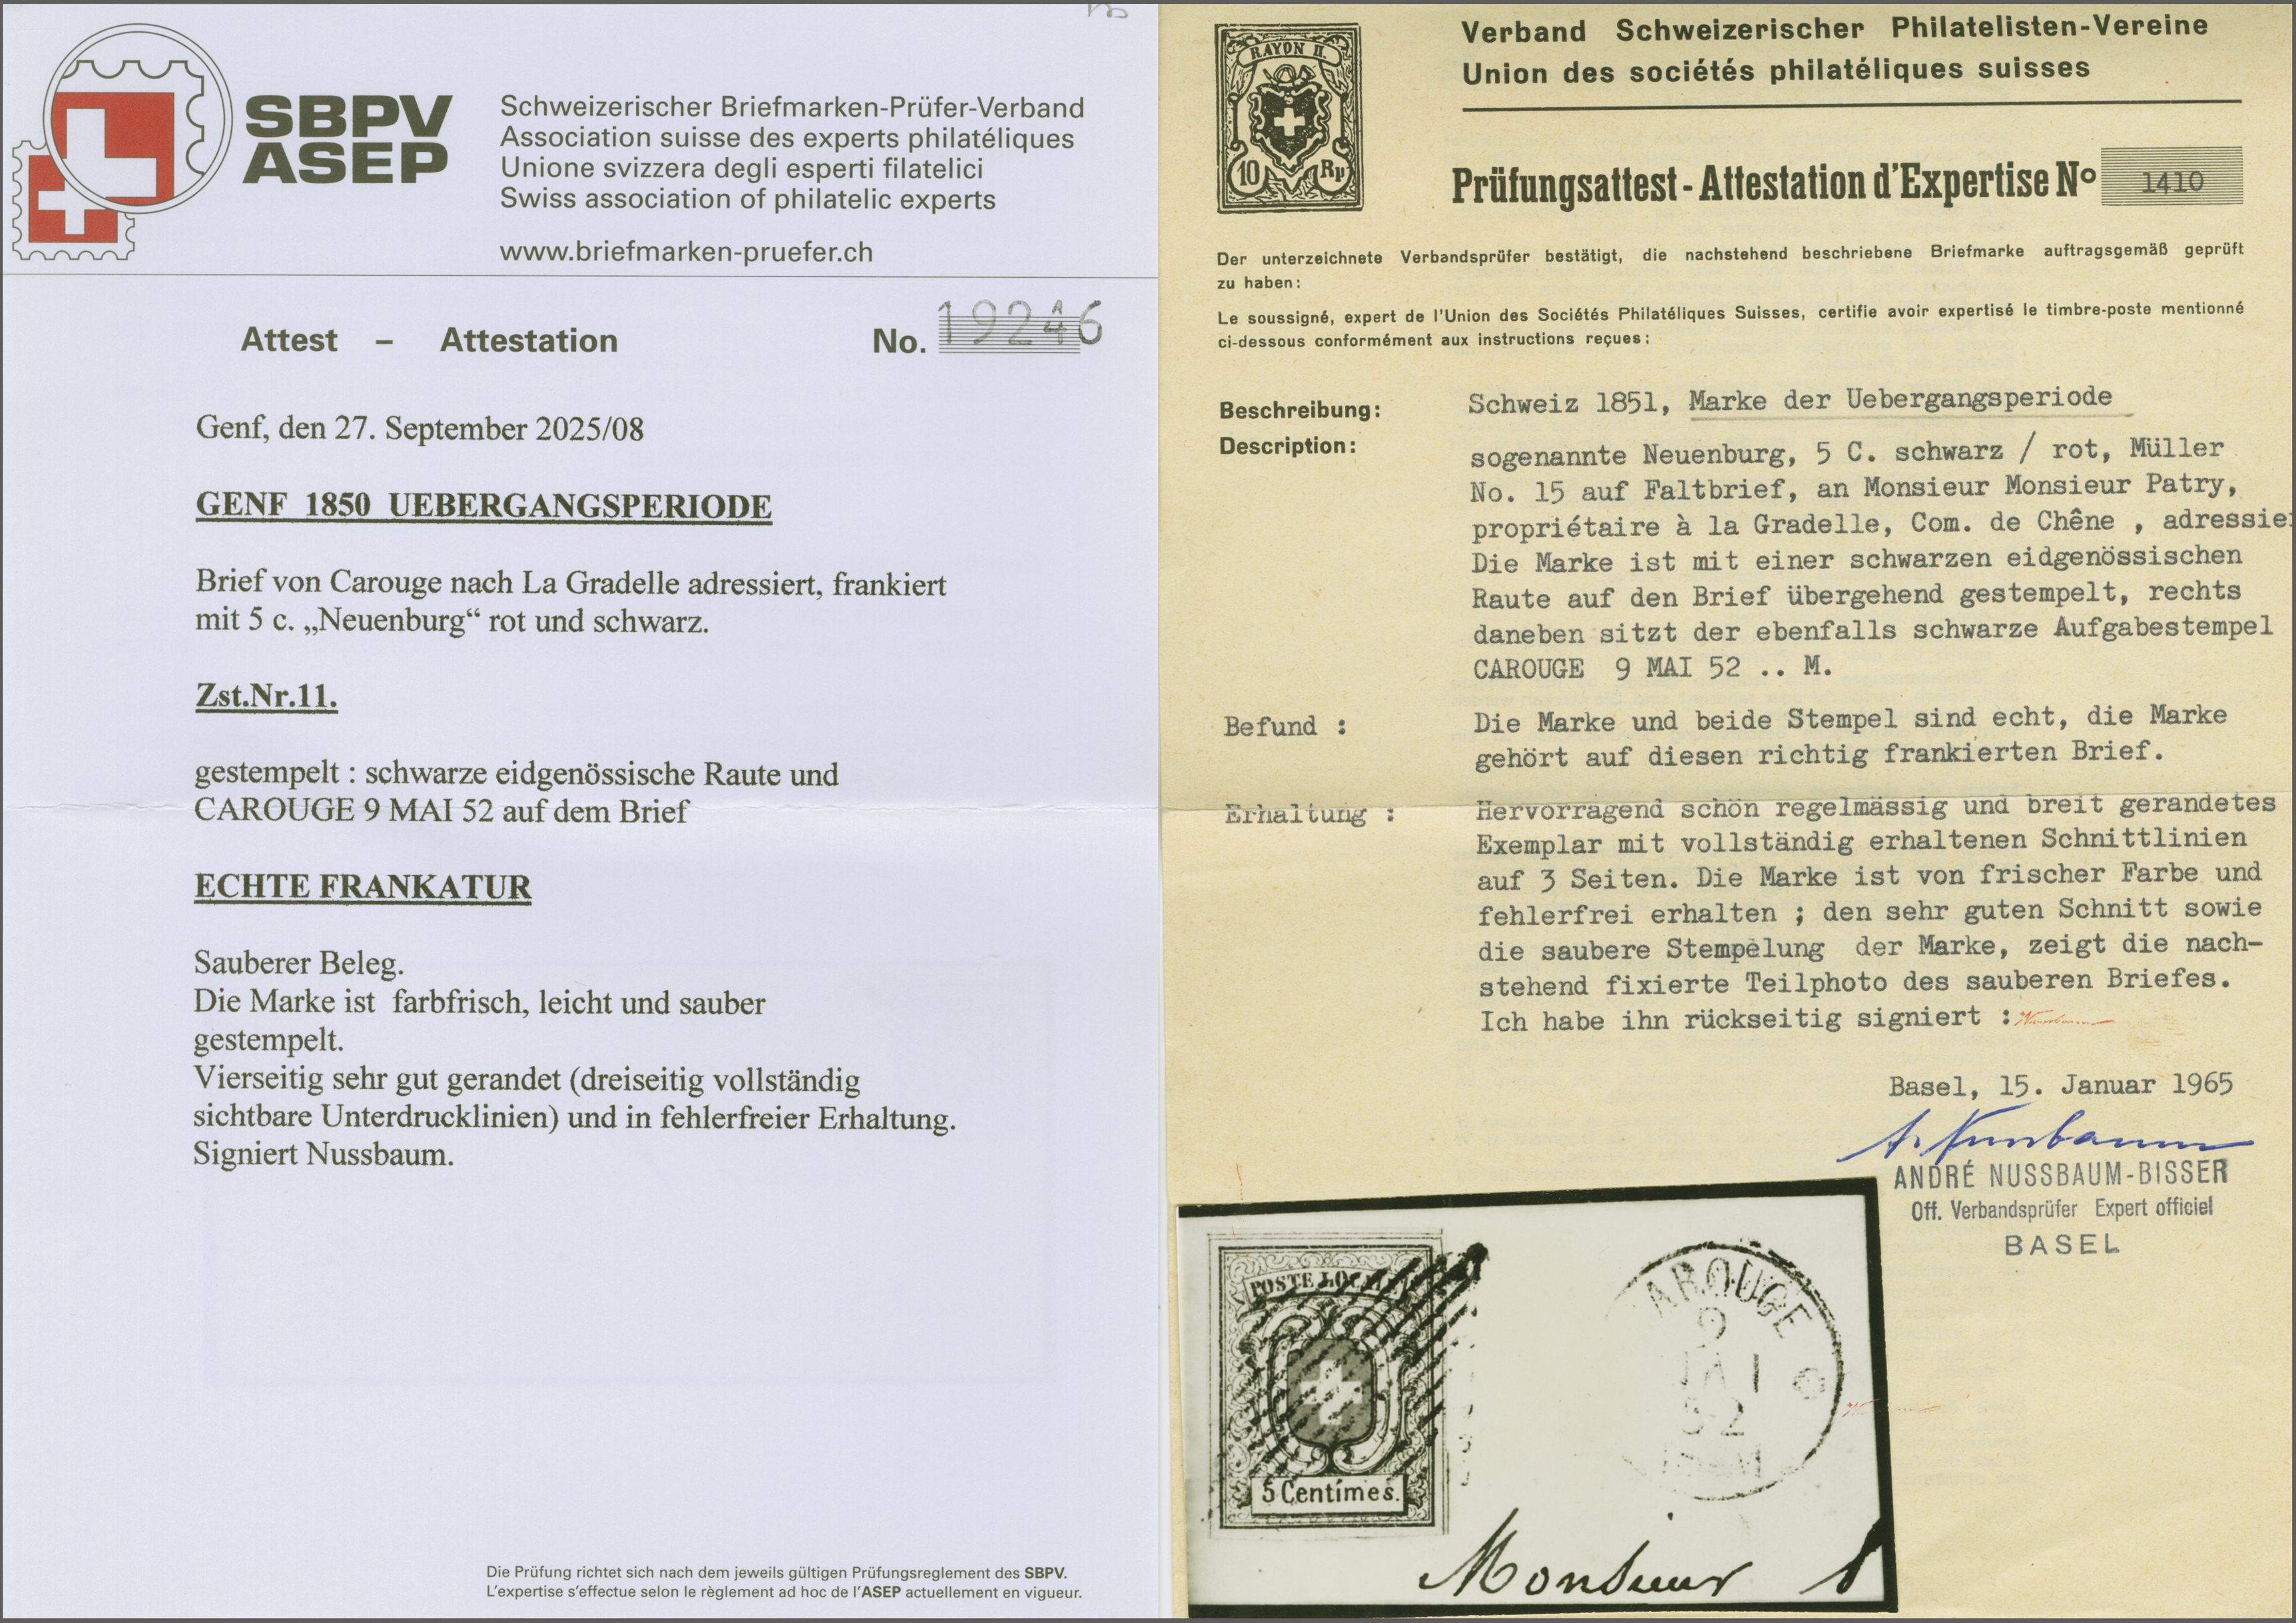 SBPV
ASEP
Schweizerischer Briefmarken-Prüfer-Verband
Association suisse des experts philatéliques
Unione svizzera degli esperti filatelici
Swiss association of philatelic experts
www.briefmarken-pruefer.ch
Attest – Attestation No. 19246
Genf, den 27. September 2025/08
GENF 1850 UEBERGANGSPERIODE
Brief von Carouge nach La Gradelle adressiert, frankiert
mit 5 c. „Neuenburg“ rot und schwarz.
Zst.Nr.11.
gestempelt : schwarze eidgenössische Raute und
CAROUGE 9 MAI 52 auf dem Brief
ECHTE FRANKATUR
Sauberer Beleg.
Die Marke ist farbfrisch, leicht und sauber
gestempelt.
Vierseitig sehr gut gerandet (dreiseitig vollständig
sichtbare Unterdrucklinien) und in fehlerfreier Erhaltung.
Signiert Nussbaum.
Die Prüfung richtet sich nach dem jeweils gültigen Prüfungsreglement des SBPV.
L'expertise s'effectue selon le règlement ad hoc de l'ASEP actuellement en vigueur.
RAYON II.
10 Rp
Verband Schweizerischer Philatelisten-Vereine
Union des sociétés philatéliques suisses
Prüfungsattest - Attestation d'Expertise No 1410
Der unterzeichnete Verbandsprüfer bestätigt, die nachstehend beschriebene Briefmarke auftragsgemäß geprüft
zu haben:
Le soussigné, expert de l'Union des Sociétés Philatéliques Suisses, certifie avoir expertisé le timbre-poste mentionné
ci-dessous conformément aux instructions reçues:
Beschreibung: Schweiz 1851, Marke der Uebergangsperiode
Description: sogenannte Neuenburg, 5 C. schwarz / rot, Müller
No. 15 auf Faltbrief, an Monsieur Monsieur Patry,
propriétaire à la Gradelle, Com. de Chêne , adressie
Die Marke ist mit einer schwarzen eidgenössischen
Raute auf den Brief übergehend gestempelt, rechts
daneben sitzt der ebenfalls schwarze Aufgabestempel
CAROUGE 9 MAI 52 .. M.
Befund : Die Marke und beide Stempel sind echt, die Marke
gehört auf diesen richtig frankierten Brief.
Erhaltung : Hervorragend schön regelmässig und breit gerandetes
Exemplar mit vollständig erhaltenen Schnittlinien
auf 3 Seiten. Die Marke ist von frischer Farbe und
fehlerfrei erhalten ; den sehr guten Schnitt sowie
die saubere Stempelung der Marke, zeigt die nach-
stehend fixierte Teilphoto des sauberen Briefes.
Ich habe ihn rückseitig signiert : Nussbaum
Basel, 15. Januar 1965
A. Nussbaum
ANDRÉ NUSSBAUM-BISSER
Off. Verbandsprüfer Expert officiel
BASEL
POSTE LOC
5 Centimes.
AROUGE
9
AI
52
Monsieur